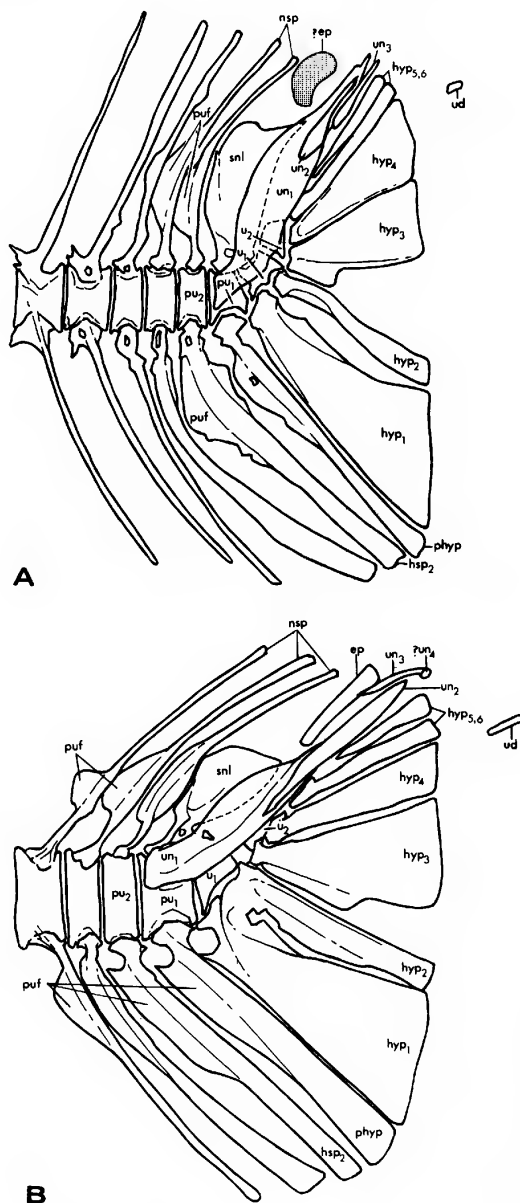 nsp
?ep
un3
hyp5,6
ud
puf
snl
un2
un1
hyp4
hyp3
u2
u1
pu2
pu1
hyp2
puf
hyp1
phyp
hsp2
A
nsp
ep
un3
?un4
un2
hyp5,6
ud
puf
snl
hyp4
u2
un1
hyp3
pu2
pu1
u1
hyp2
puf
hyp1
phyp
hsp2
B